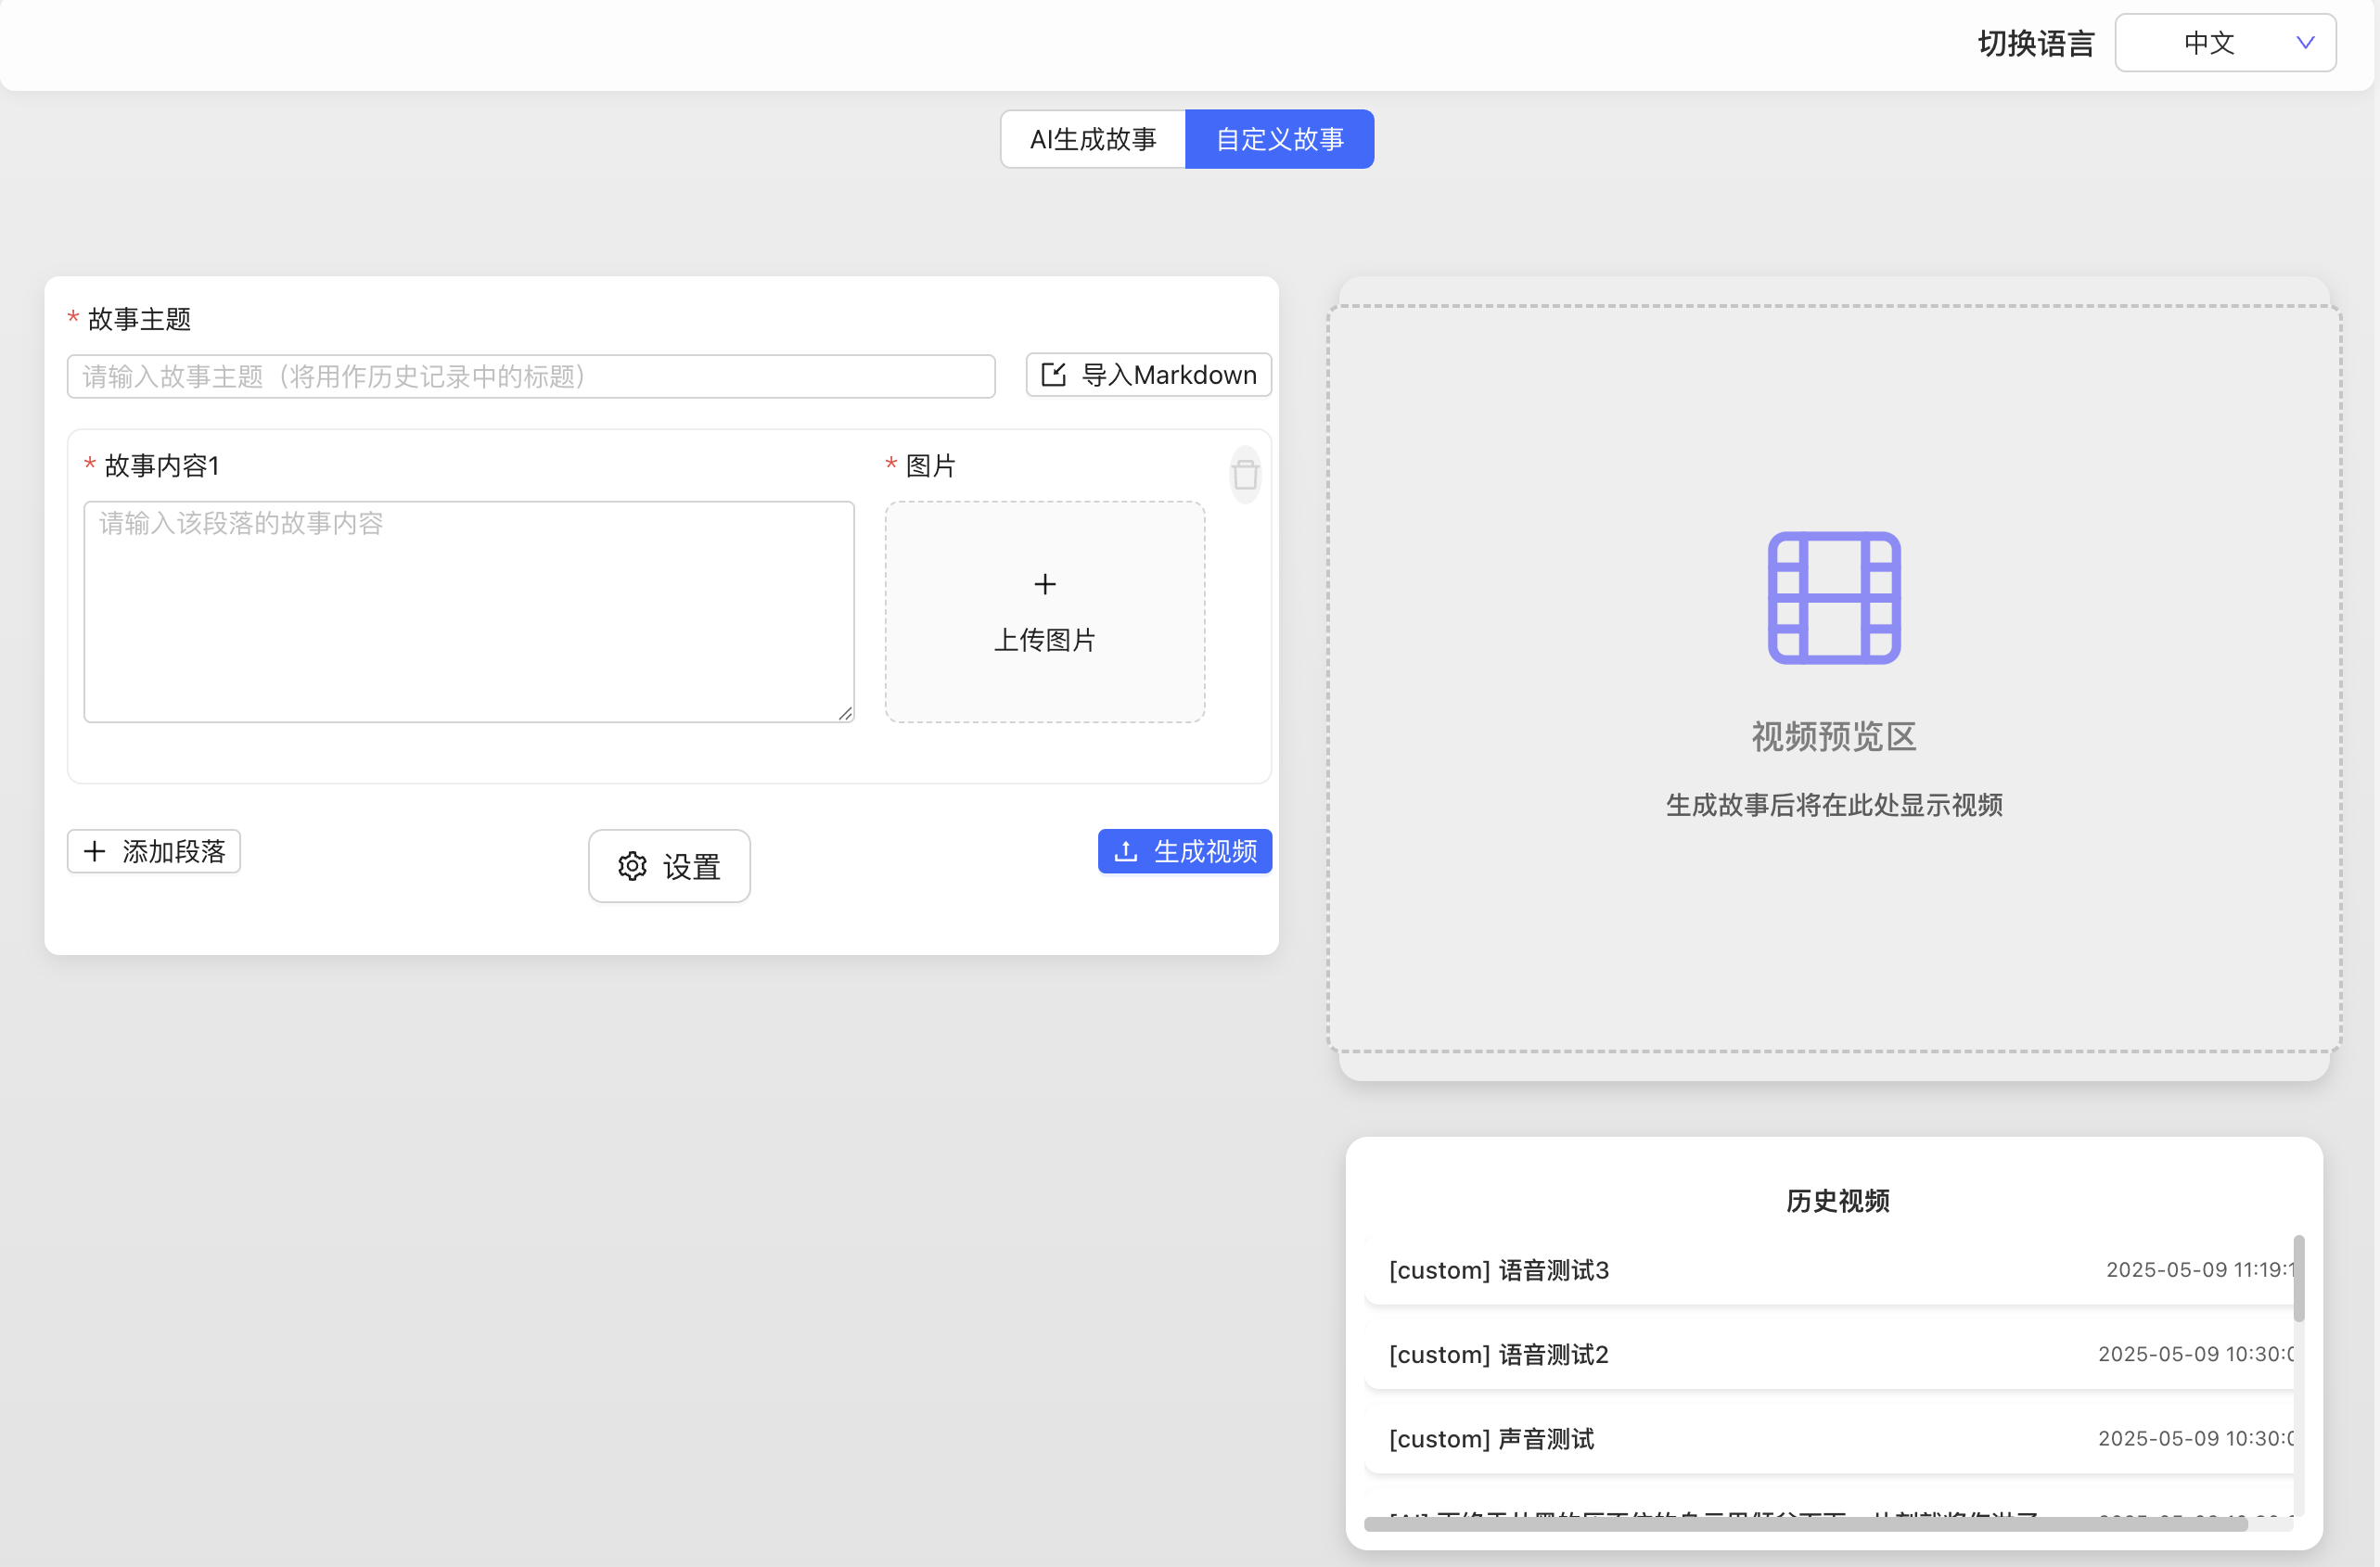 切换语言 中文
AI生成故事 自定义故事
* 故事主题
请输入故事主题（将用作历史记录中的标题）
导入Markdown
* 故事内容1
* 图片
请输入该段落的故事内容
上传图片
添加段落
设置
生成视频
视频预览区
生成故事后将在此处显示视频
历史视频
[custom] 语音测试3 2025-05-09 11:19:1
[custom] 语音测试2 2025-05-09 10:30:0
[custom] 声音测试 2025-05-09 10:30:0